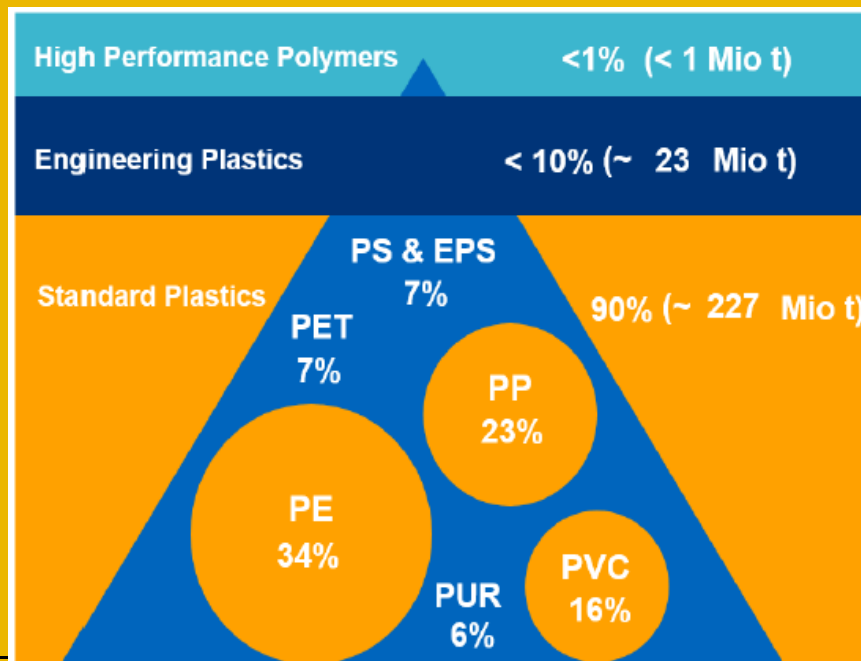 High Performance Polymers <1% (< 1 Mio t)
Engineering Plastics < 10% (~ 23 Mio t)
PS & EPS
7%
Standard Plastics 90% (~ 227 Mio t)
PET
7%
PP
23%
PE
34%
PVC
16%
PUR
6%